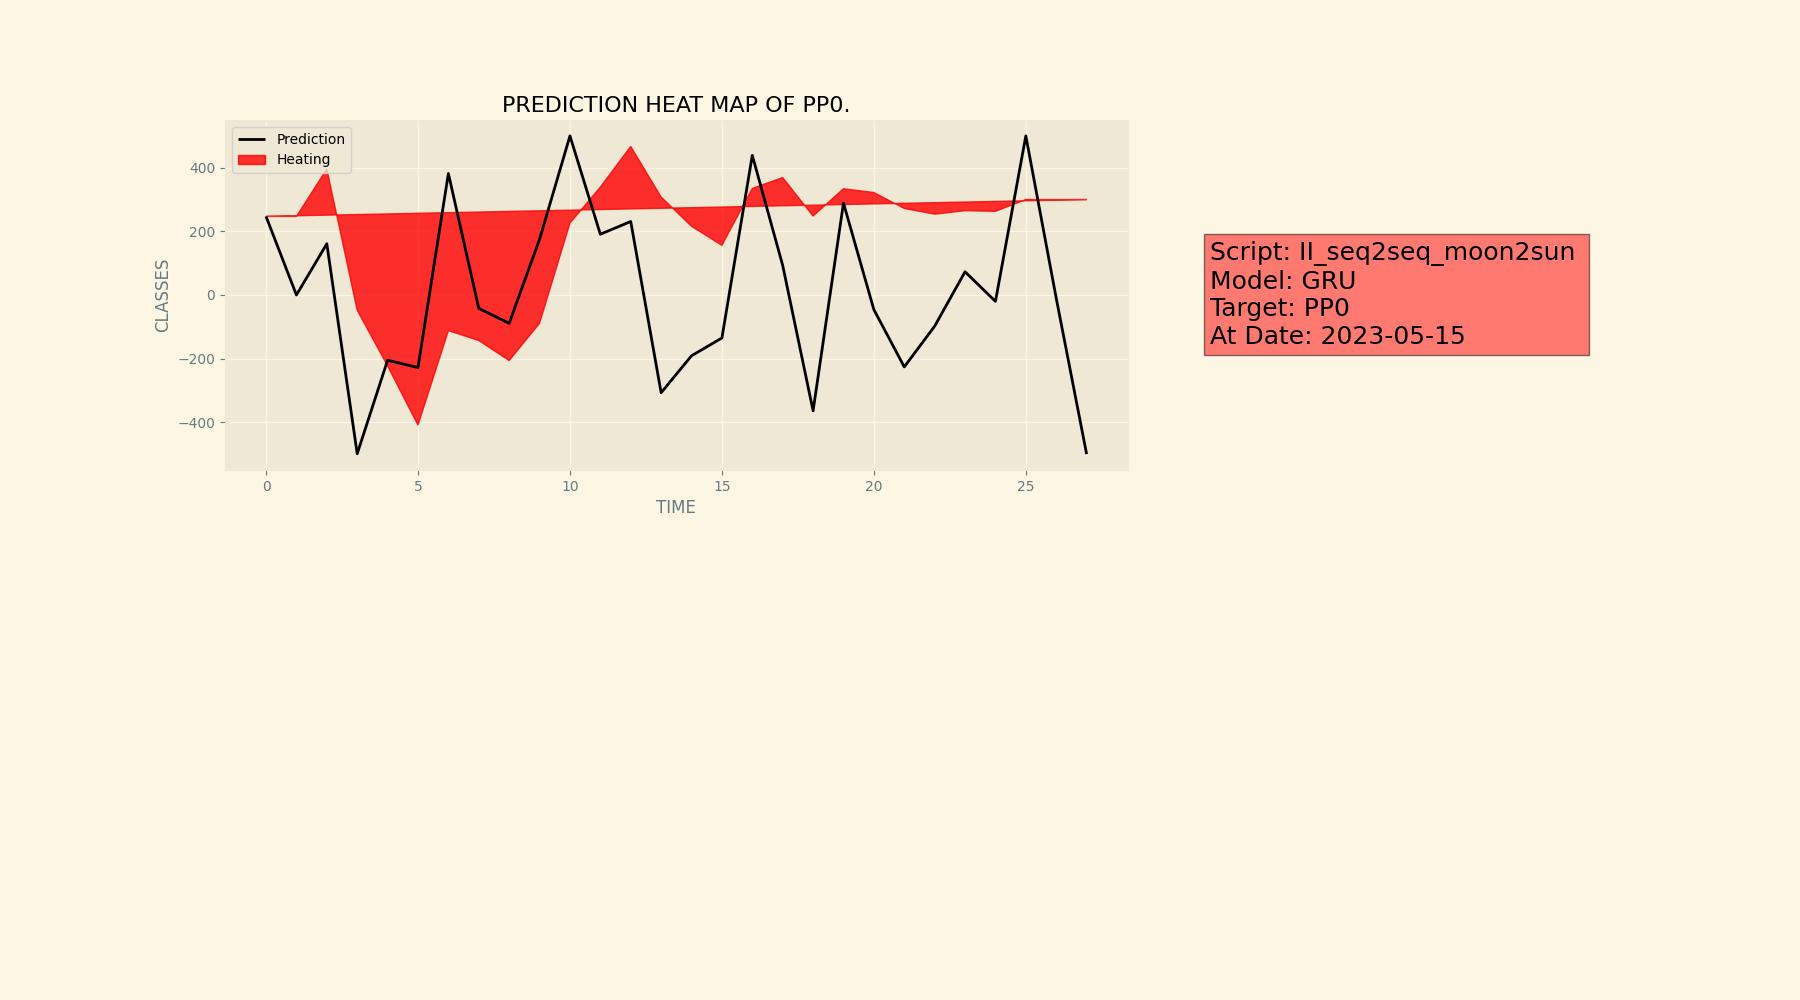 PREDICTION HEAT MAP OF PP0.
Prediction
Heating
400
200
0
−200
−400
CLASSES
0 5 10 15 20 25
TIME
Script: II_seq2seq_moon2sun
Model: GRU
Target: PP0
At Date: 2023-05-15